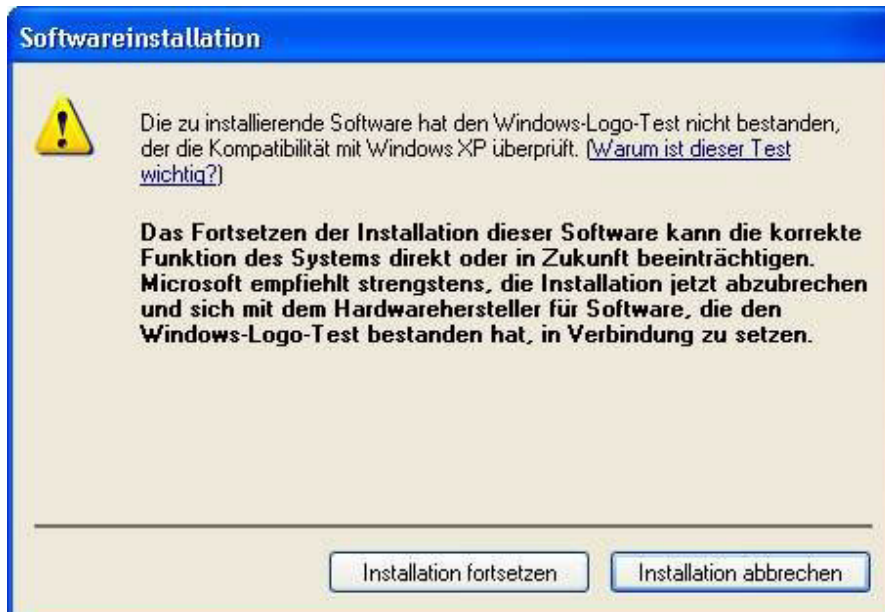 Softwareinstallation
Die zu installierende Software hat den Windows-Logo-Test nicht bestanden,
der die Kompatibilität mit Windows XP überprüft. (Warum ist dieser Test
wichtig?)
Das Fortsetzen der Installation dieser Software kann die korrekte
Funktion des Systems direkt oder in Zukunft beeinträchtigen.
Microsoft empfiehlt strengstens, die Installation jetzt abzubrechen
und sich mit dem Hardwarehersteller für Software, die den
Windows-Logo-Test bestanden hat, in Verbindung zu setzen.
Installation fortsetzen
Installation abbrechen